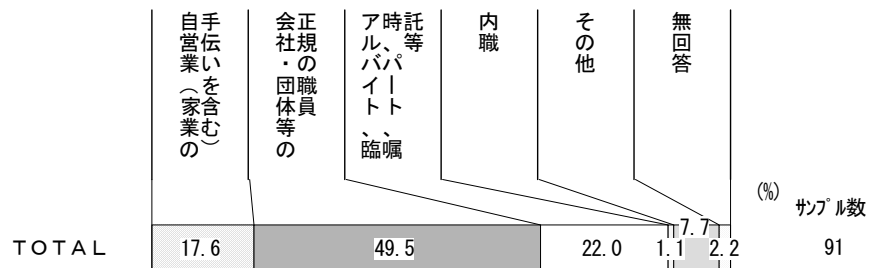 自営業（家業の
手伝いを含む）
会社・団体等の
正規の職員
アルバイト、臨
時、パート、嘱
託等
内職
その他
無回答
(%)
サンプル数
TOTAL 17.6 49.5 22.0 1.1 7.7 2.2 91